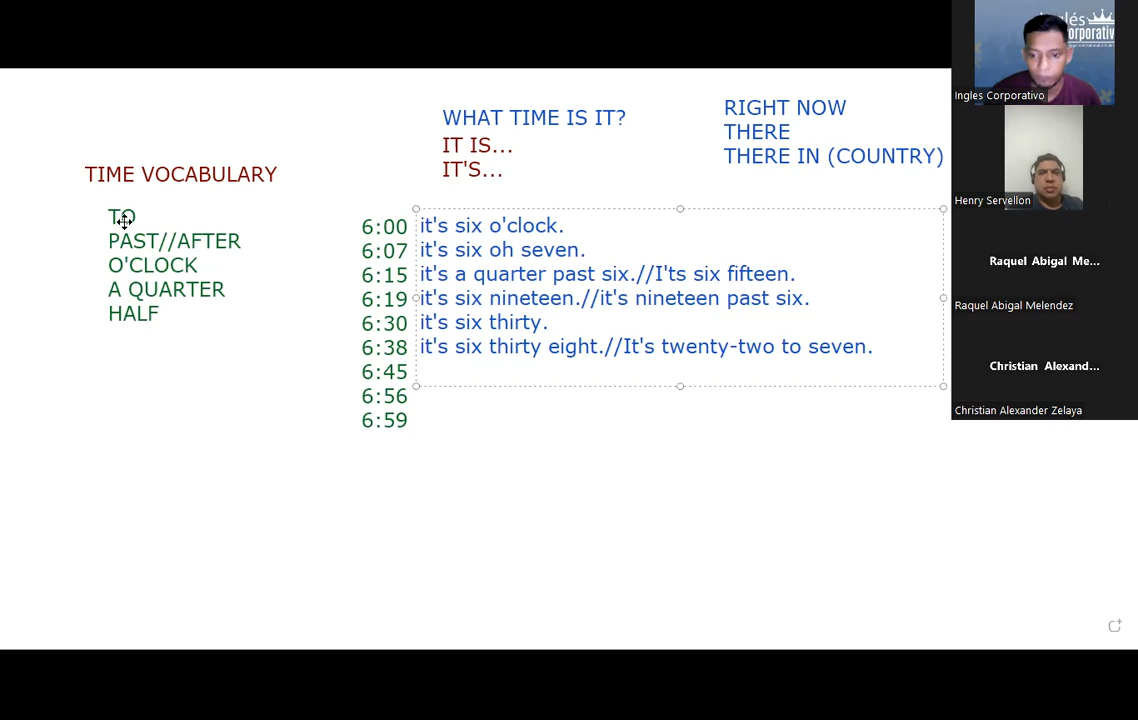 WHAT TIME IS IT?
IT IS...
IT'S...
RIGHT NOW
THERE
THERE IN (COUNTRY)
TIME VOCABULARY
TO
PAST//AFTER
O'CLOCK
A QUARTER
HALF
6:00 it's six o'clock.
6:07 it's six oh seven.
6:15 it's a quarter past six.//I'ts six fifteen.
6:19 it's six nineteen.//it's nineteen past six.
6:30 it's six thirty.
6:38 it's six thirty eight.//It's twenty-two to seven.
6:45
6:56
6:59
Ingles Corporativo
Henry Servellon
Raquel Abigal Me...
Raquel Abigal Melendez
Christian Alexand...
Christian Alexander Zelaya